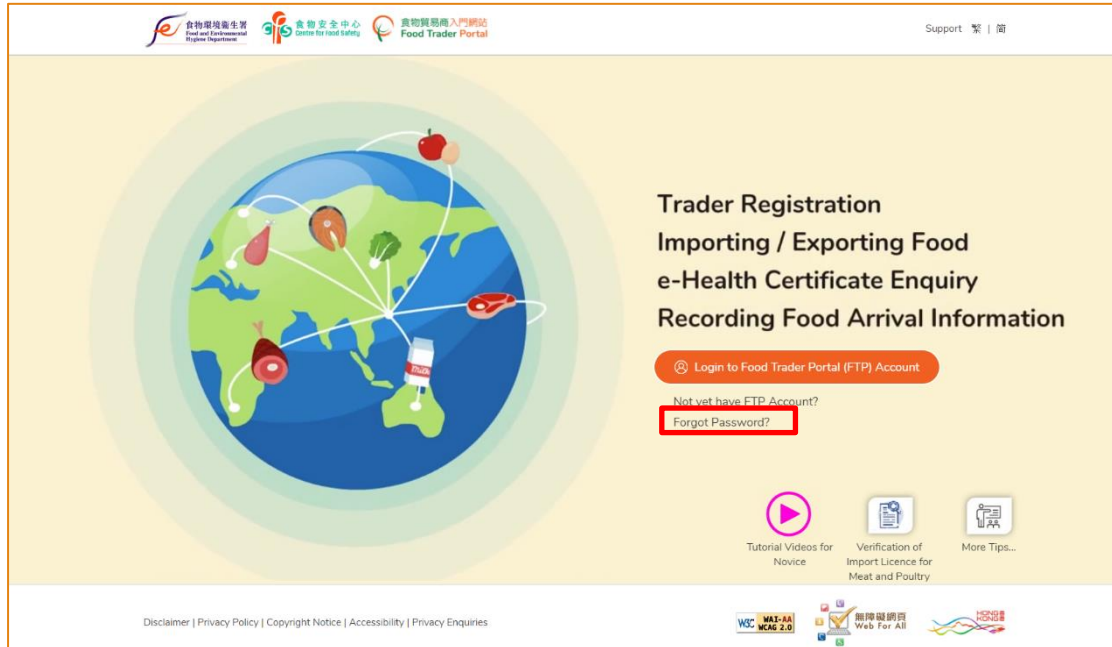 食物環境衞生署
Food and Environmental
Hygiene Department
cfs
食物安全中心
Centre for Food Safety
食物貿易商入門網站
Food Trader Portal
Support 繁 | 简
Trader Registration
Importing / Exporting Food
e-Health Certificate Enquiry
Recording Food Arrival Information
Login to Food Trader Portal (FTP) Account
Not yet have FTP Account?
Forgot Password?
Milk
Tutorial Videos for
Novice
Verification of
Import Licence for
Meat and Poultry
More Tips...
Disclaimer | Privacy Policy | Copyright Notice | Accessibility | Privacy Enquiries
W3C WAI-AA
WCAG 2.0
無障礙網頁
Web For All
HONG
KONG